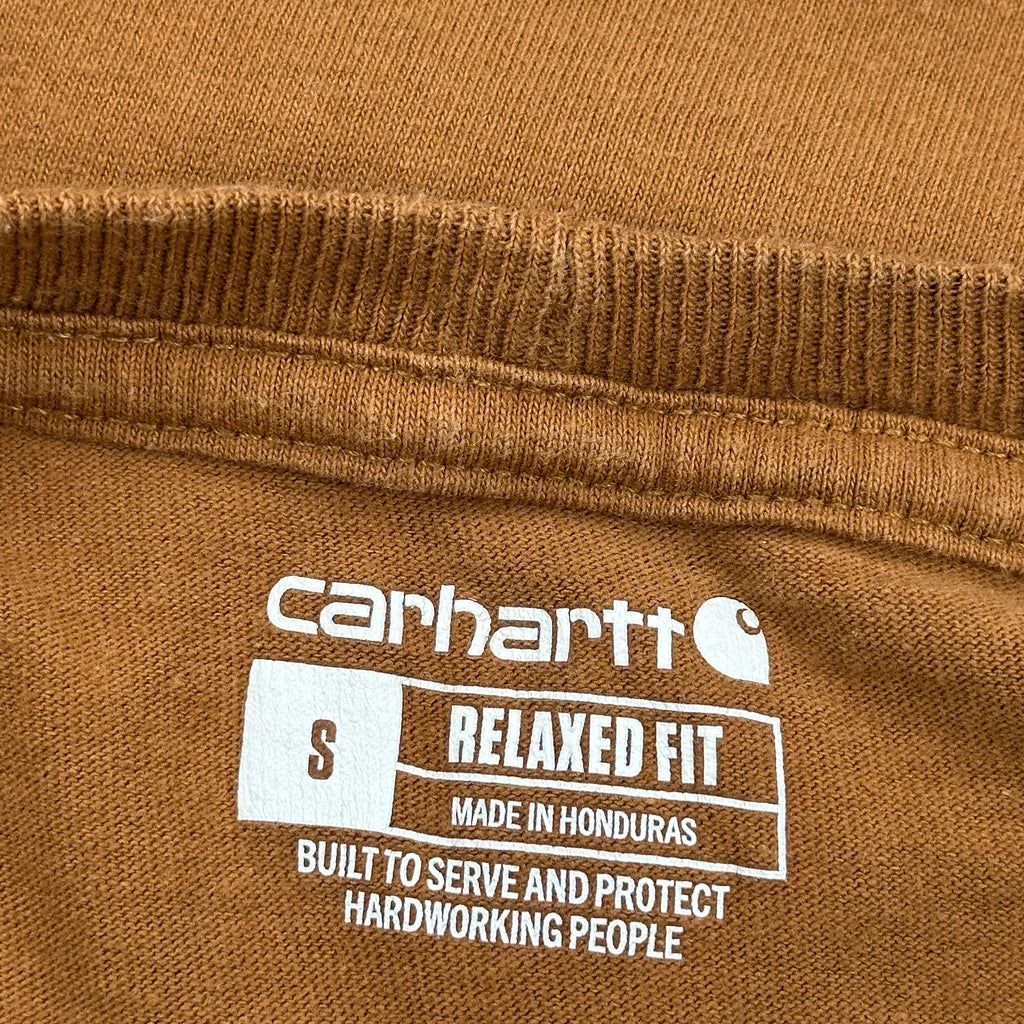 carhartt
S
RELAXED FIT
MADE IN HONDURAS
BUILT TO SERVE AND PROTECT
HARDWORKING PEOPLE